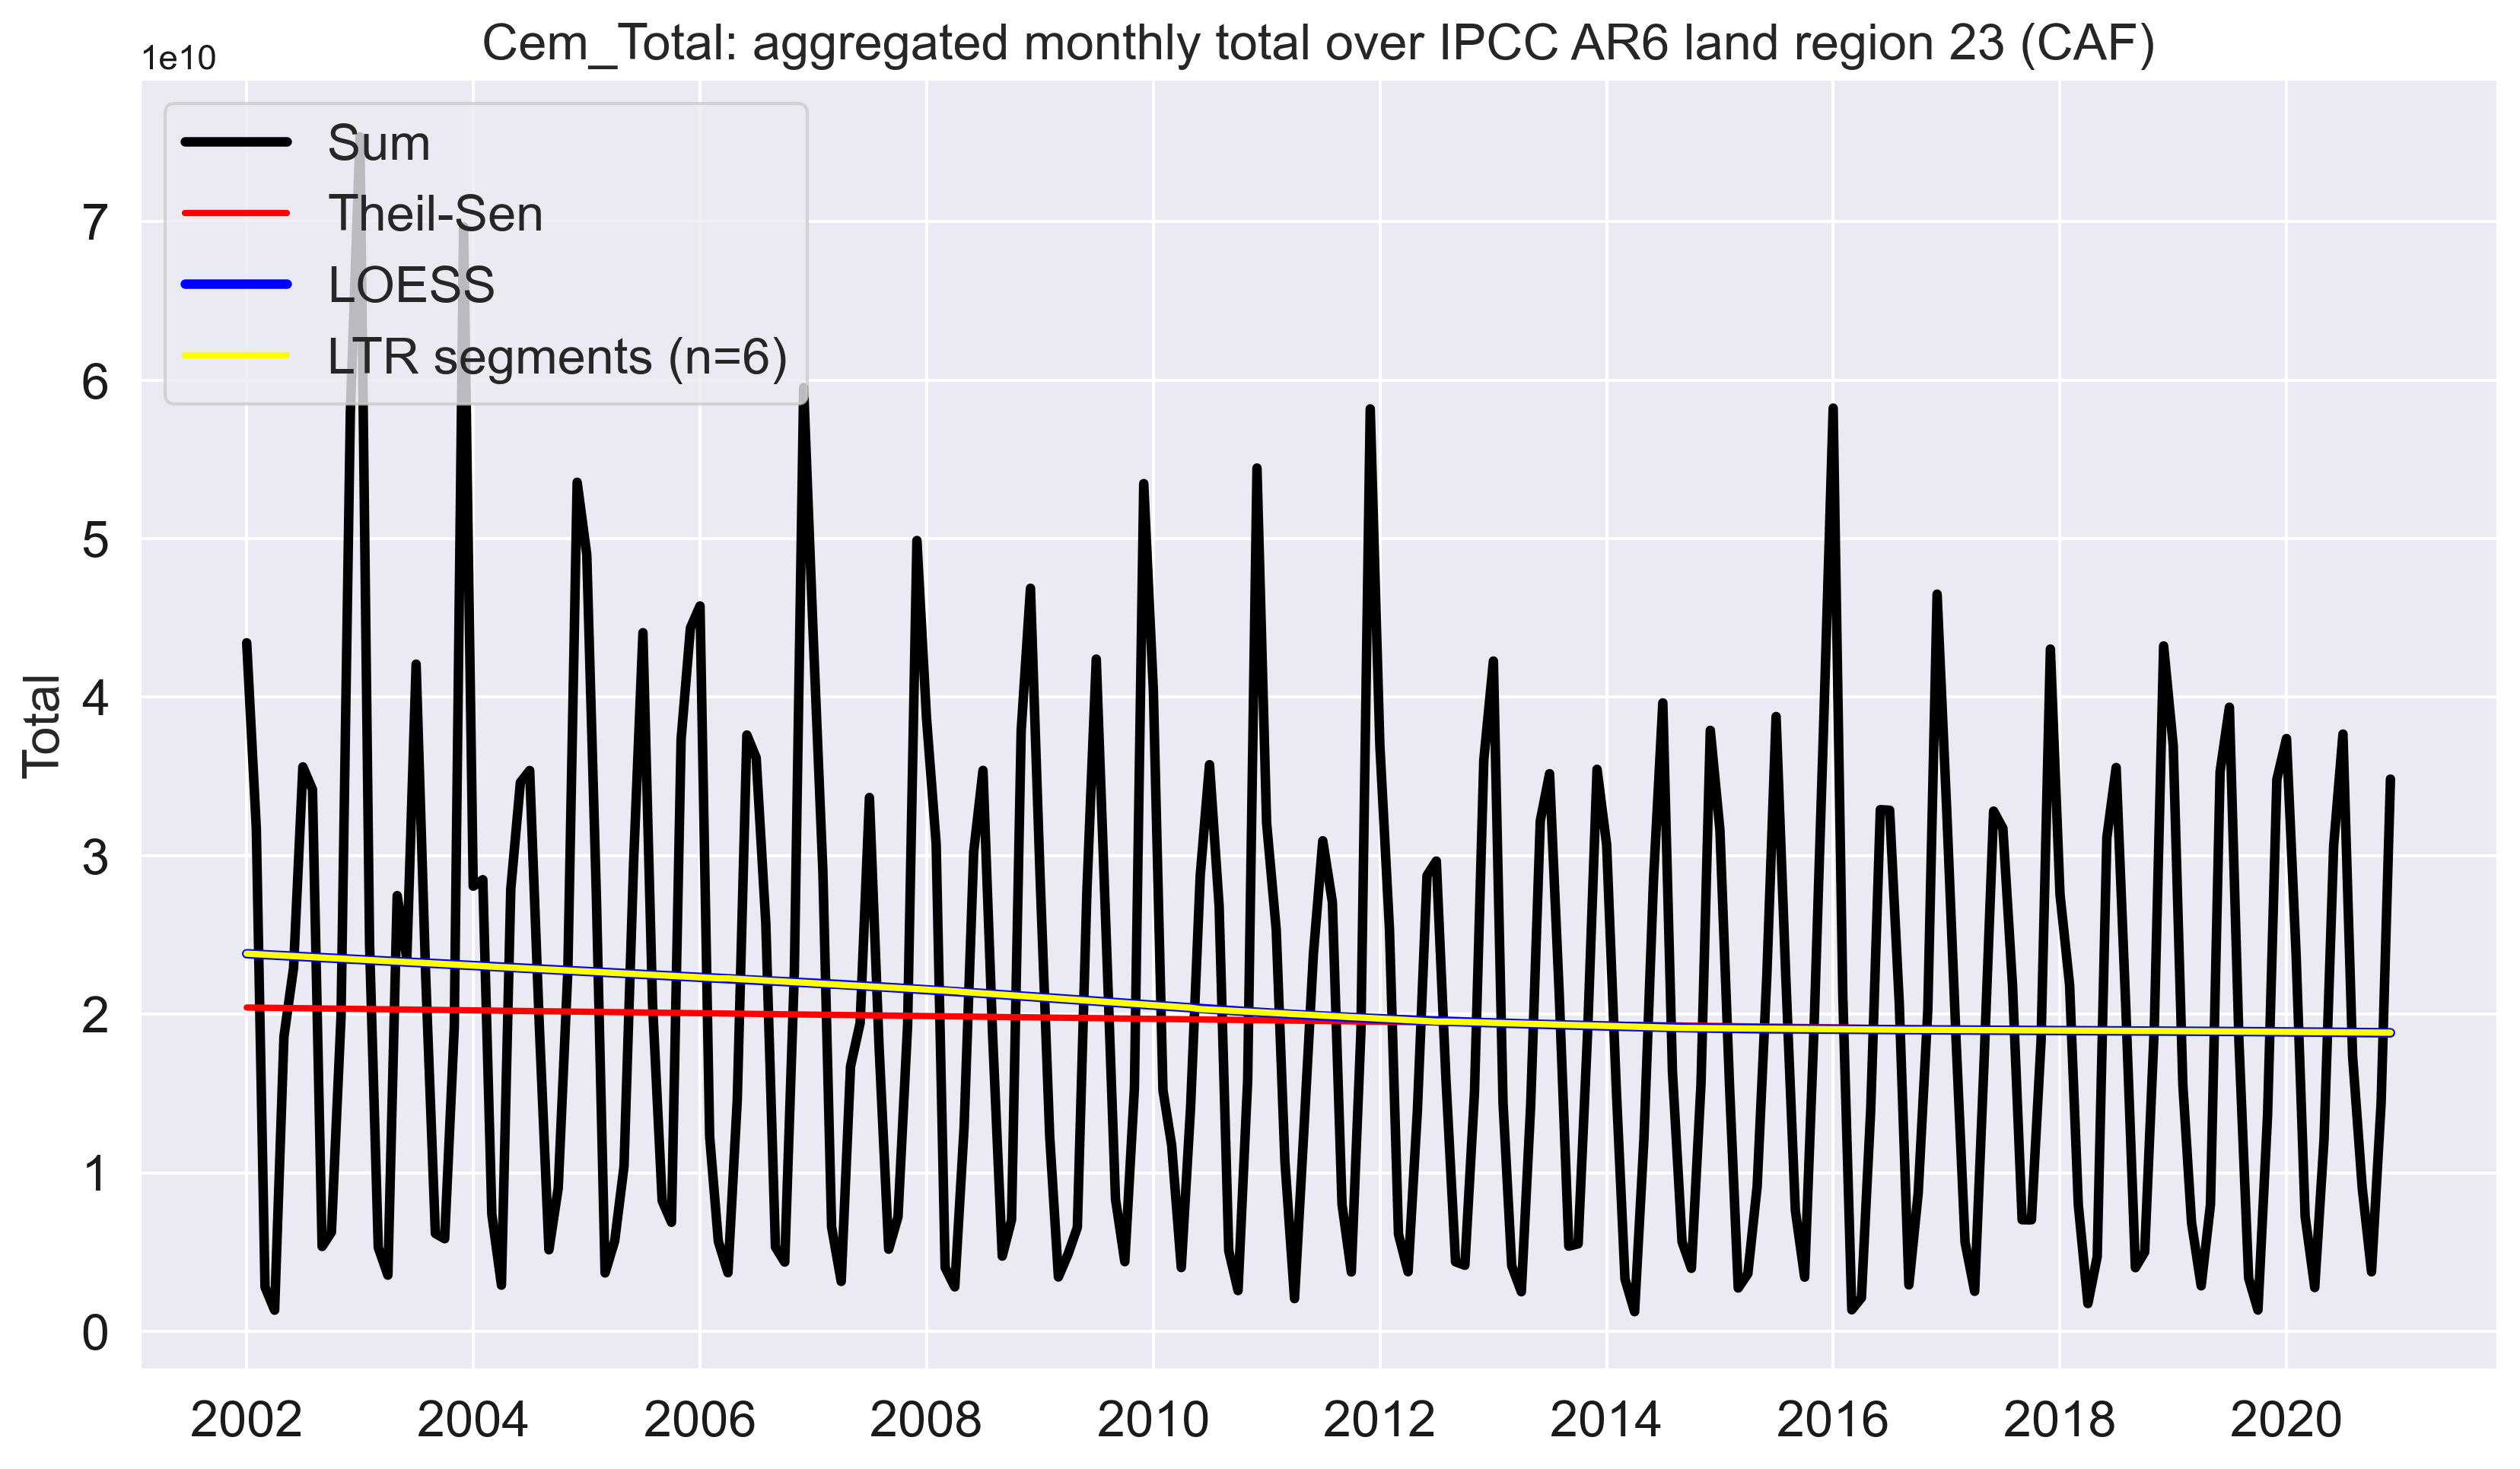 Cem_Total: aggregated monthly total over IPCC AR6 land region 23 (CAF)
1e10
Sum
Theil-Sen
LOESS
LTR segments (n=6)
Total
7
6
5
4
3
2
1
0
2002 2004 2006 2008 2010 2012 2014 2016 2018 2020